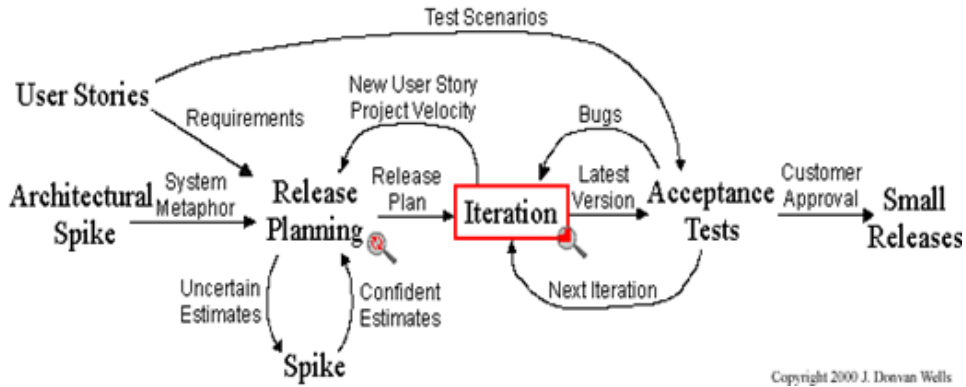 Test Scenarios
User Stories
New User Story
Project Velocity
Bugs
Requirements
Architectural
Spike
System
Metaphor
Release
Planning
Release
Plan
Iteration
Latest
Version
Acceptance
Tests
Customer
Approval
Small
Releases
Uncertain
Estimates
Confident
Estimates
Next Iteration
Spike
Copyright 2000 J. Donvan Wells